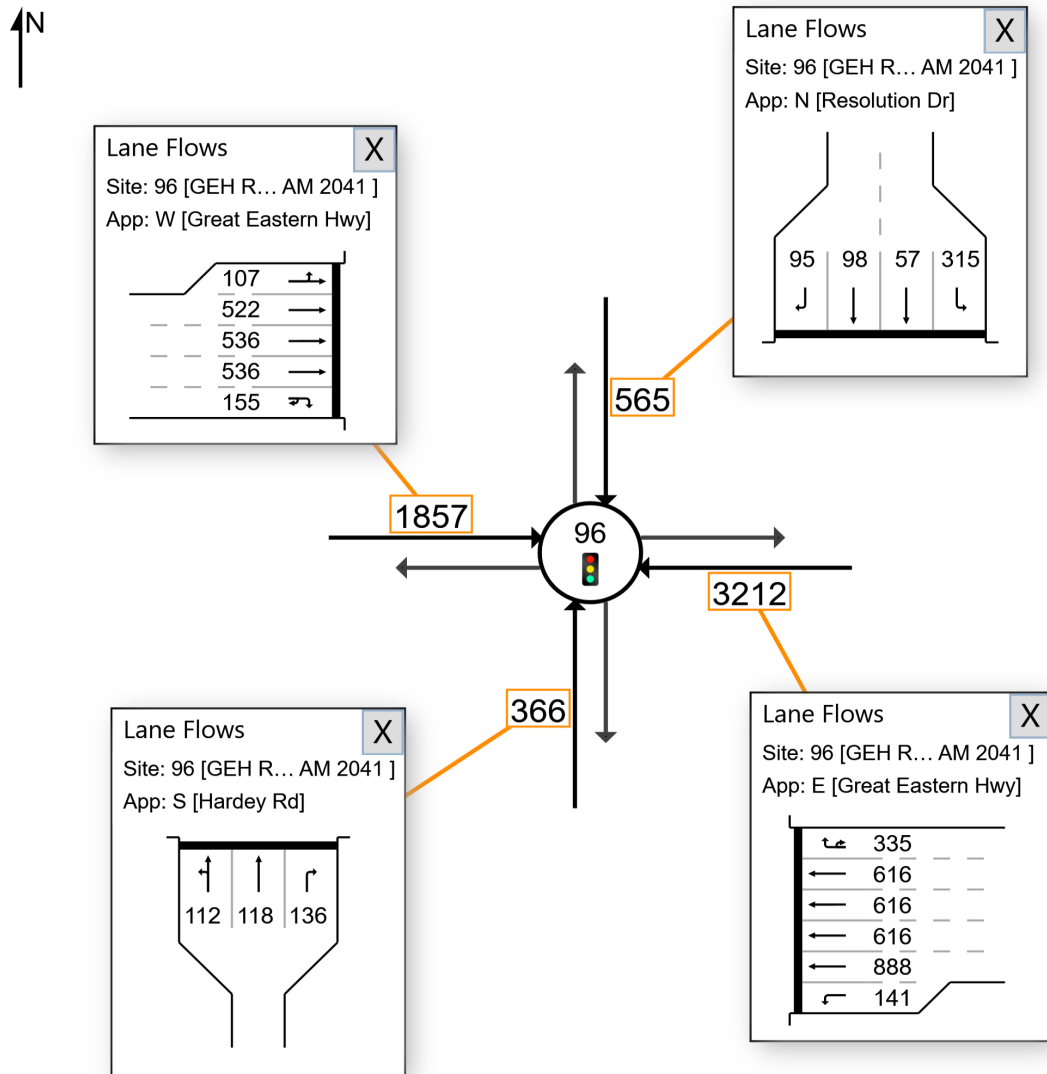 N
Lane Flows X
Site: 96 [GEH R... AM 2041 ]
App: N [Resolution Dr]
95 98 57 315
Lane Flows X
Site: 96 [GEH R... AM 2041 ]
App: W [Great Eastern Hwy]
107
522
536
536
155
565
1857
96
3212
366
Lane Flows X
Site: 96 [GEH R... AM 2041 ]
App: S [Hardey Rd]
112 118 136
Lane Flows X
Site: 96 [GEH R... AM 2041 ]
App: E [Great Eastern Hwy]
335
616
616
616
888
141